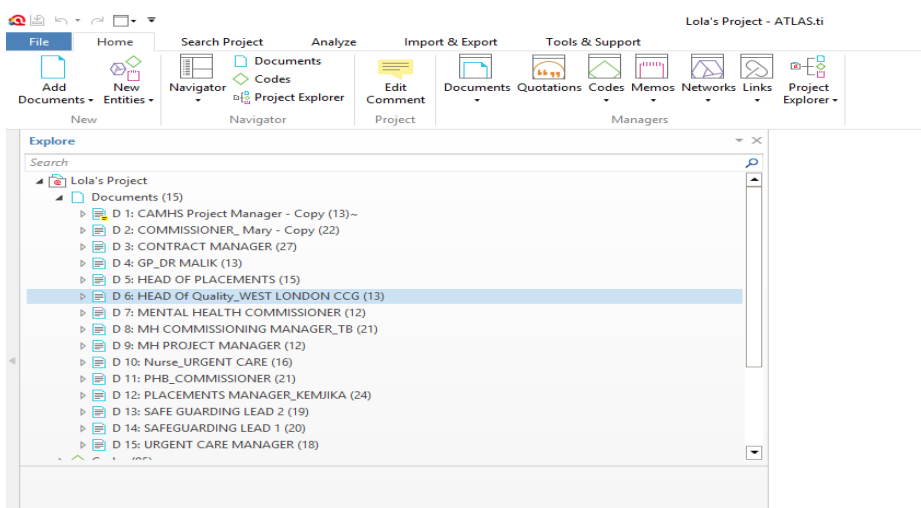 Lola's Project - ATLAS.ti
File Home Search Project Analyze Import & Export Tools & Support
Add Documents
New Entities
Navigator
Documents
Codes
Project Explorer
Edit Comment
Documents Quotations Codes Memos Networks Links
Project Explorer
New Navigator Project Managers
Explore
Search
Lola's Project
Documents (15)
D 1: CAMHS Project Manager - Copy (13)~
D 2: COMMISSIONER_ Mary - Copy (22)
D 3: CONTRACT MANAGER (27)
D 4: GP_DR MALIK (13)
D 5: HEAD OF PLACEMENTS (15)
D 6: HEAD Of Quality_WEST LONDON CCG (13)
D 7: MENTAL HEALTH COMMISSIONER (12)
D 8: MH COMMISSIONING MANAGER_TB (21)
D 9: MH PROJECT MANAGER (12)
D 10: Nurse_URGENT CARE (16)
D 11: PHB_COMMISSIONER (21)
D 12: PLACEMENTS MANAGER_KEMJIKA (24)
D 13: SAFE GUARDING LEAD 2 (19)
D 14: SAFEGUARDING LEAD 1 (20)
D 15: URGENT CARE MANAGER (18)